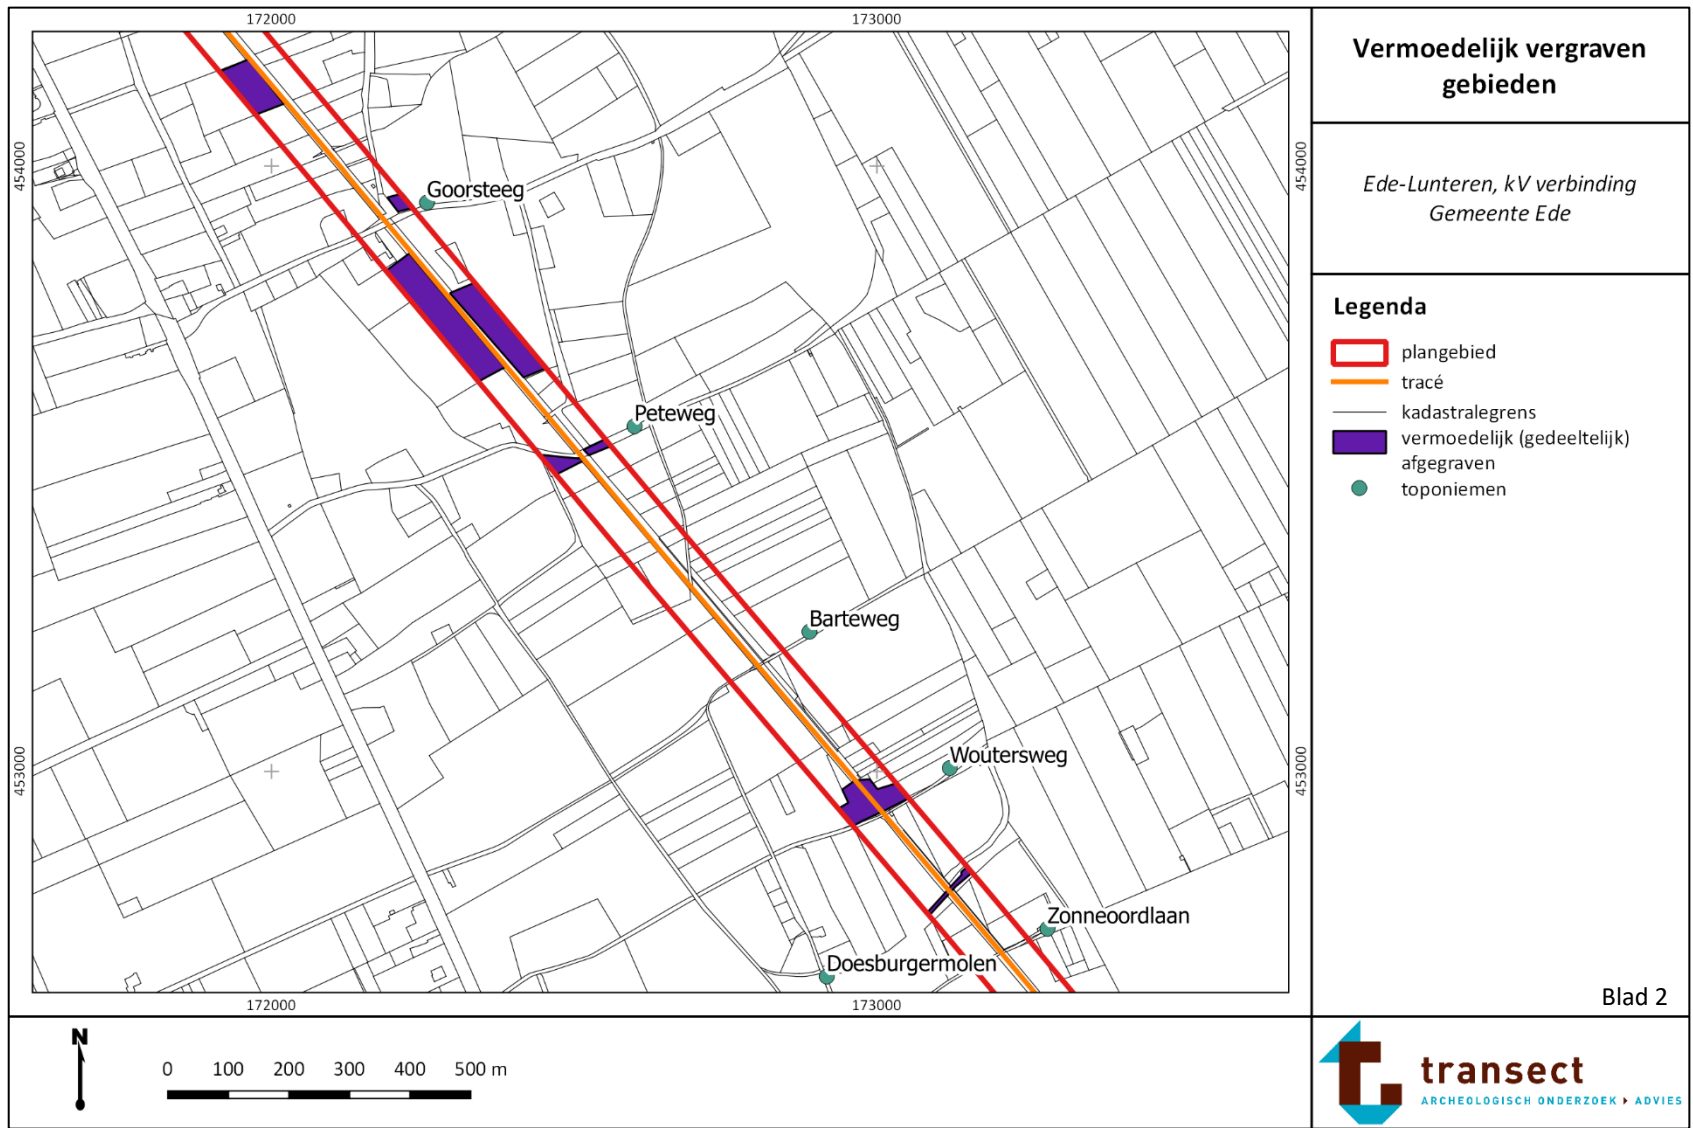 172000
173000
454000
454000
Goorsteeg
Peteweg
Barteweg
Woutersweg
453000
453000
Zonneoordlaan
Doesburgermolen
172000
173000
Vermoedelijk vergraven
gebieden
Ede-Lunteren, kV verbinding
Gemeente Ede
Legenda
plangebied
tracé
kadastralegrens
vermoedelijk (gedeeltelijk)
afgegraven
toponiemen
Blad 2
N
0 100 200 300 400 500 m
transect
ARCHEOLOGISCH ONDERZOEK ▸ ADVIES